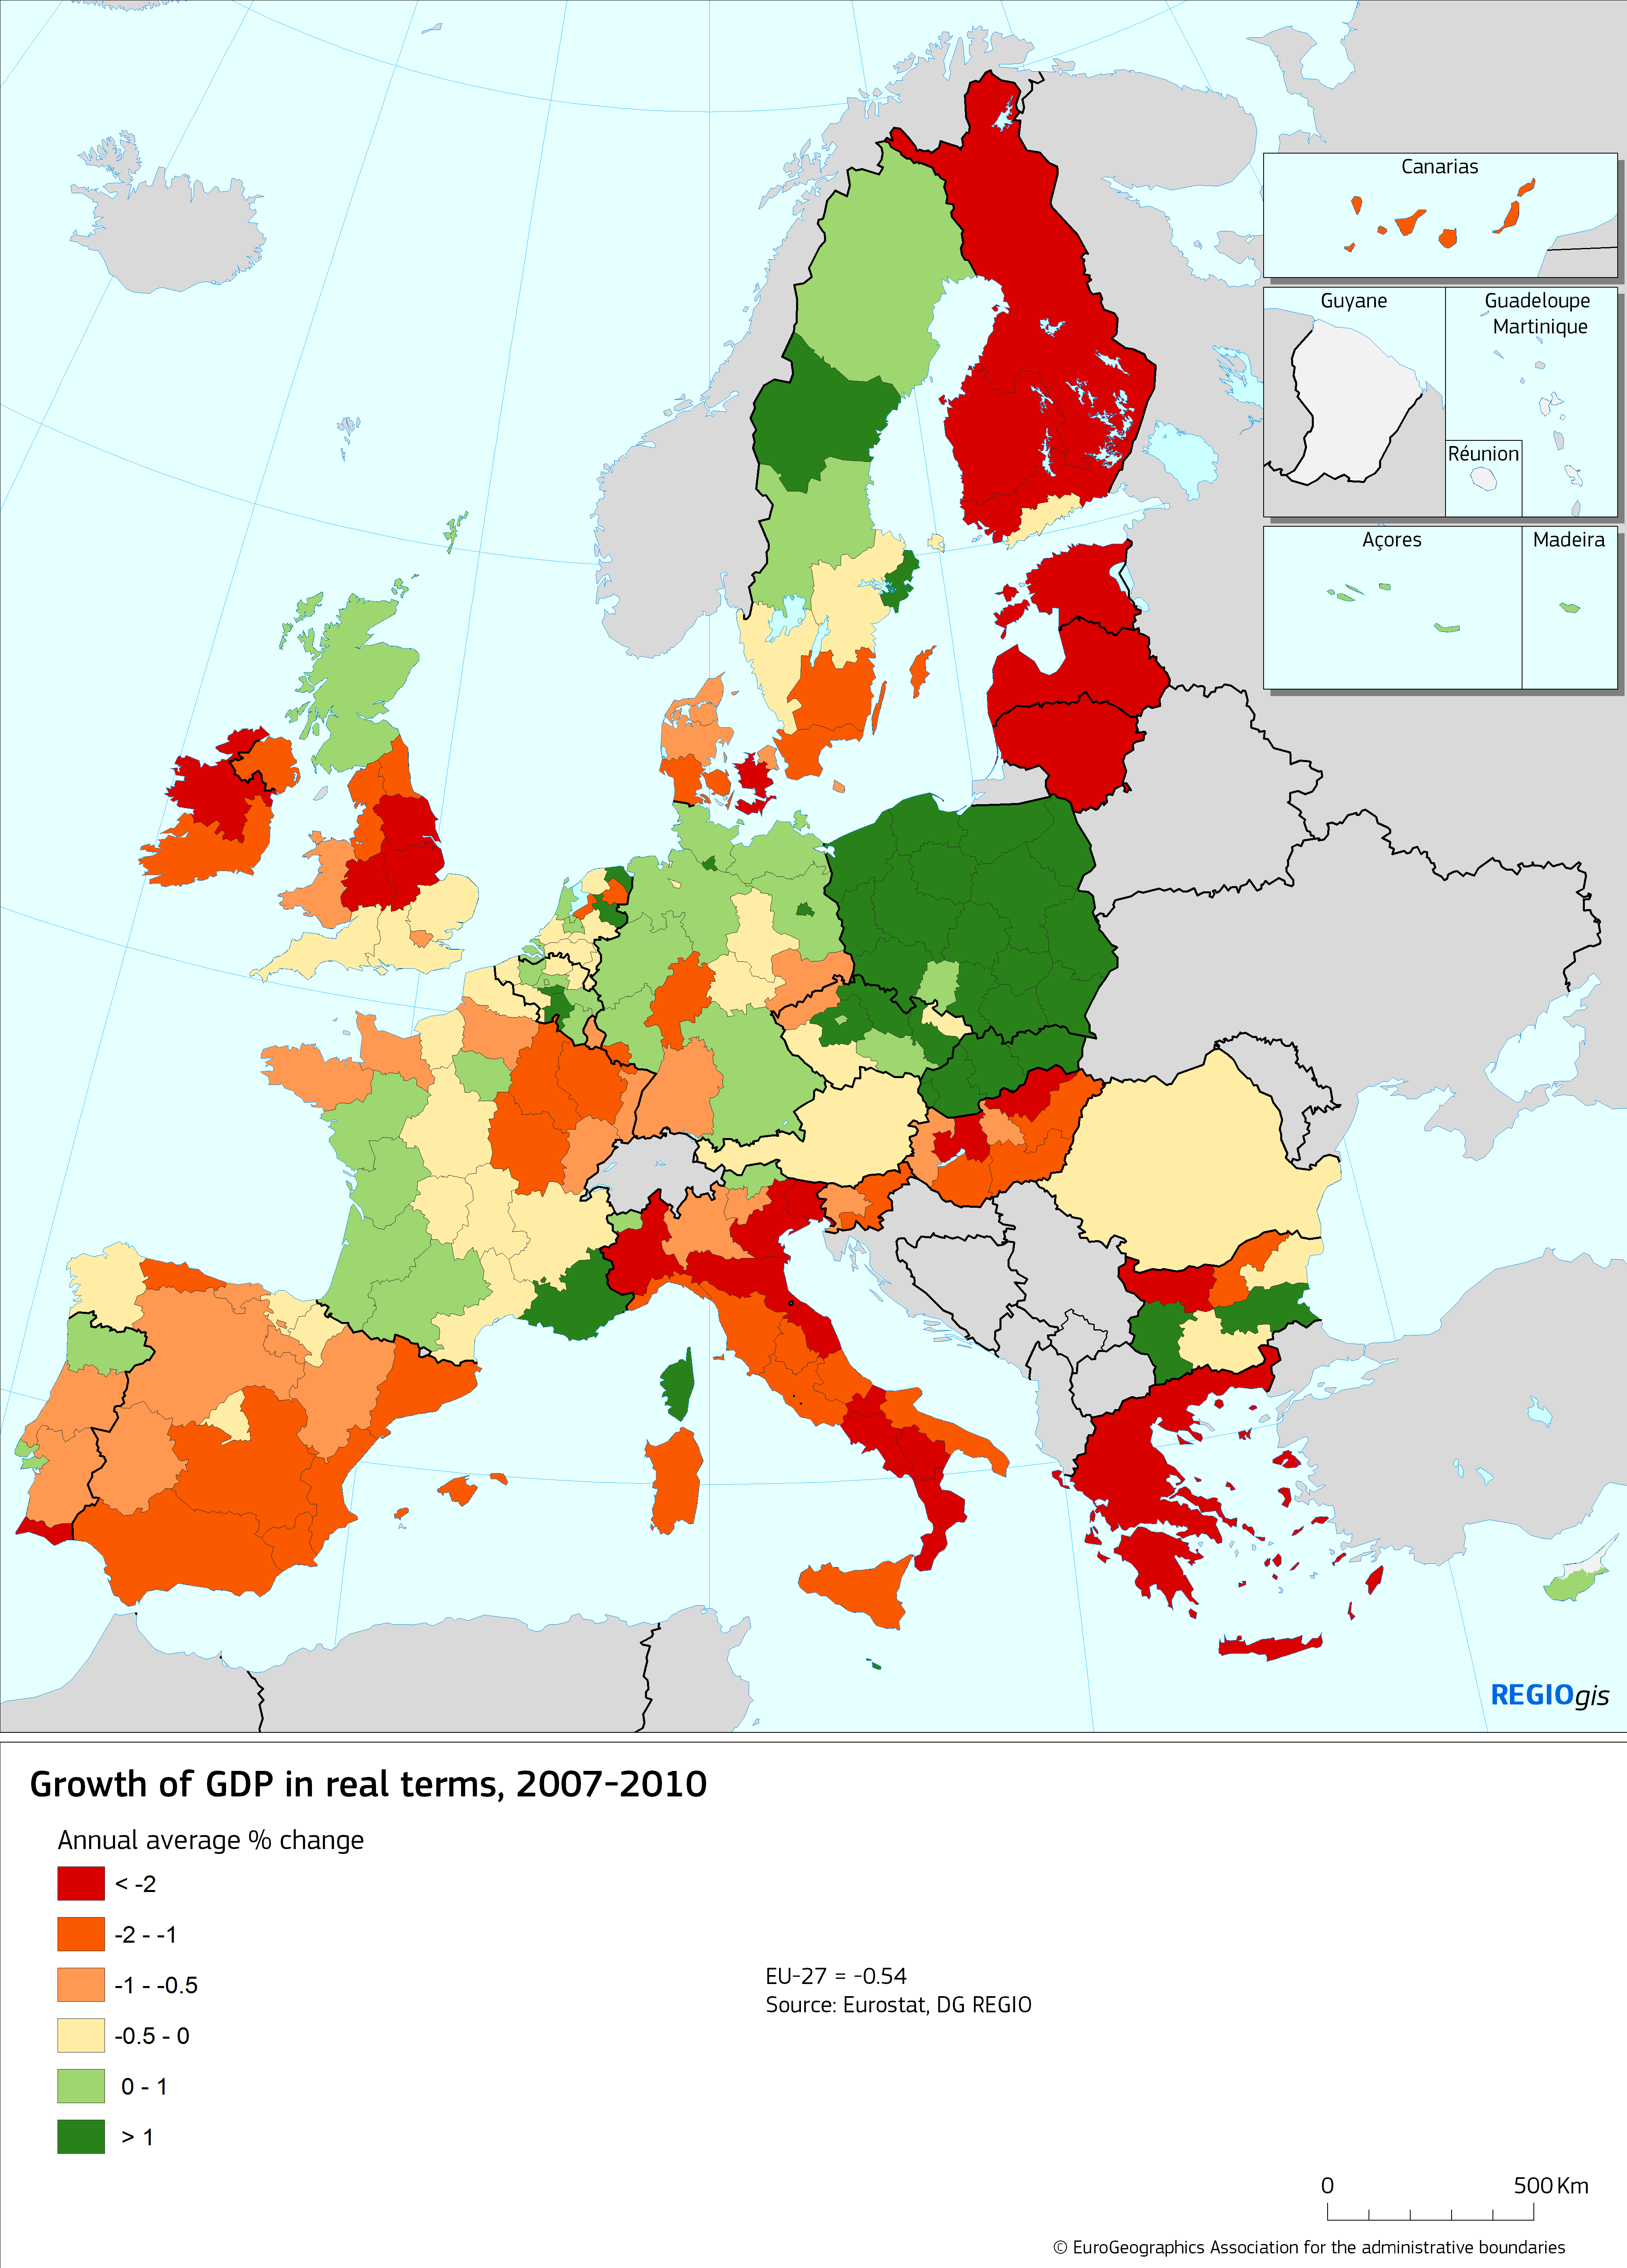 Canarias
Guyane
Guadeloupe
Martinique
Réunion
Açores
Madeira
REGIOgis
Growth of GDP in real terms, 2007-2010
Annual average % change
< -2
-2 - -1
-1 - -0.5
-0.5 - 0
0 - 1
> 1
EU-27 = -0.54
Source: Eurostat, DG REGIO
0 500 Km
© EuroGeographics Association for the administrative boundaries